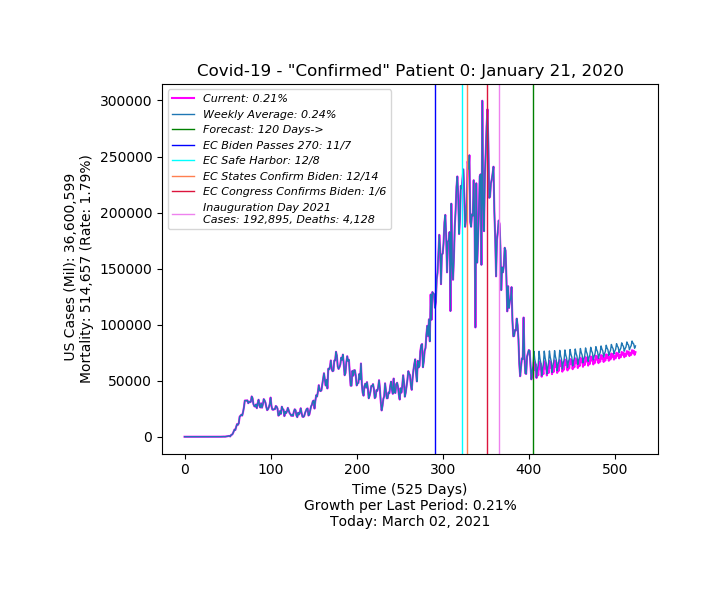 Covid-19 - "Confirmed" Patient 0: January 21, 2020
US Cases (Mil): 36,600,599
Mortality: 514,657 (Rate: 1.79%)
300000
250000
200000
150000
100000
50000
0
Current: 0.21%
Weekly Average: 0.24%
Forecast: 120 Days->
EC Biden Passes 270: 11/7
EC Safe Harbor: 12/8
EC States Confirm Biden: 12/14
EC Congress Confirms Biden: 1/6
Inauguration Day 2021
Cases: 192,895, Deaths: 4,128
0 100 200 300 400 500
Time (525 Days)
Growth per Last Period: 0.21%
Today: March 02, 2021